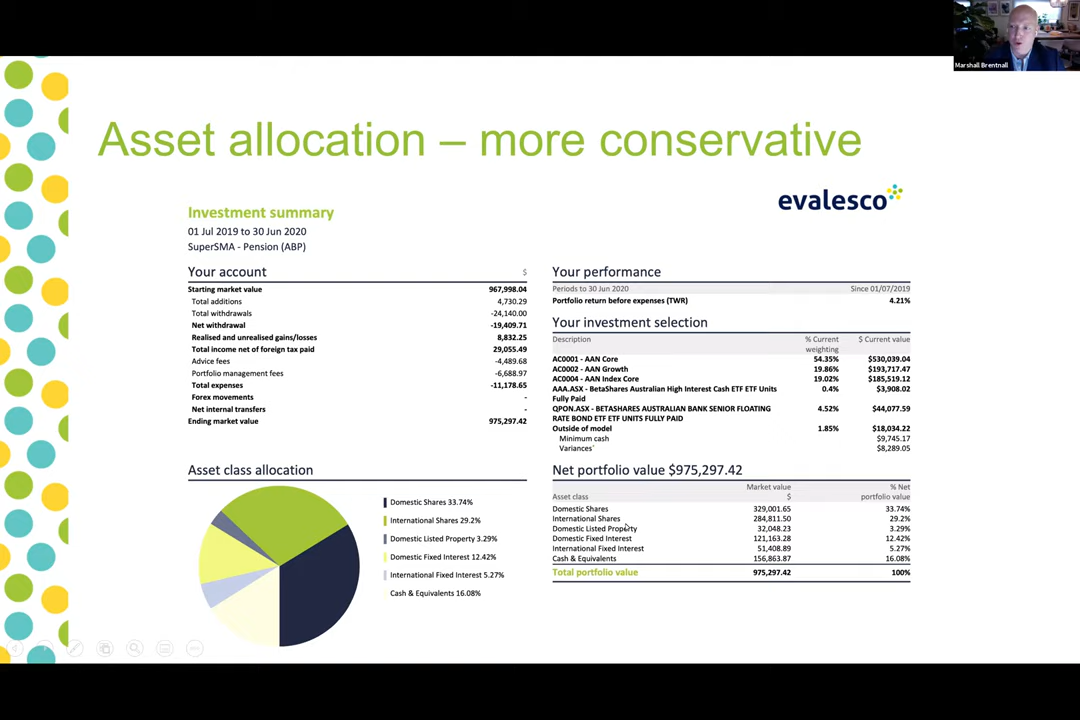 Marshall Brentnall
Asset allocation – more conservative
evalesco
Investment summary
01 Jul 2019 to 30 Jun 2020
SuperSMA - Pension (ABP)
Your account $
Starting market value 967,998.04
Total additions 4,730.29
Total withdrawals -24,140.00
Net withdrawal -19,409.71
Realised and unrealised gains/losses 8,832.25
Total income net of foreign tax paid 29,055.49
Advice fees -4,489.68
Portfolio management fees -6,688.97
Total expenses -11,178.65
Forex movements -
Net internal transfers -
Ending market value 975,297.42
Your performance
Periods to 30 Jun 2020 Since 01/07/2019
Portfolio return before expenses (TWR) 4.21%
Your investment selection
Description % Current $ Current value
weighting
AC0001 - AAN Core 54.35% $530,039.04
AC0002 - AAN Growth 19.86% $193,717.47
AC0004 - AAN Index Core 19.02% $185,519.12
AAA.ASX - BetaShares Australian High Interest Cash ETF ETF Units 0.4% $3,908.02
Fully Paid
QPON.ASX - BETASHARES AUSTRALIAN BANK SENIOR FLOATING 4.52% $44,077.59
RATE BOND ETF ETF UNITS FULLY PAID
Outside of model 1.85% $18,034.22
Minimum cash $9,745.17
Variances* $8,289.05
Asset class allocation
Domestic Shares 33.74%
International Shares 29.2%
Domestic Listed Property 3.29%
Domestic Fixed Interest 12.42%
International Fixed Interest 5.27%
Cash & Equivalents 16.08%
Net portfolio value $975,297.42
Market value % Net
Asset class $ portfolio value
Domestic Shares 329,001.65 33.74%
International Shares 284,811.50 29.2%
Domestic Listed Property 32,048.23 3.29%
Domestic Fixed Interest 121,163.28 12.42%
International Fixed Interest 51,408.89 5.27%
Cash & Equivalents 156,863.87 16.08%
Total portfolio value 975,297.42 100%